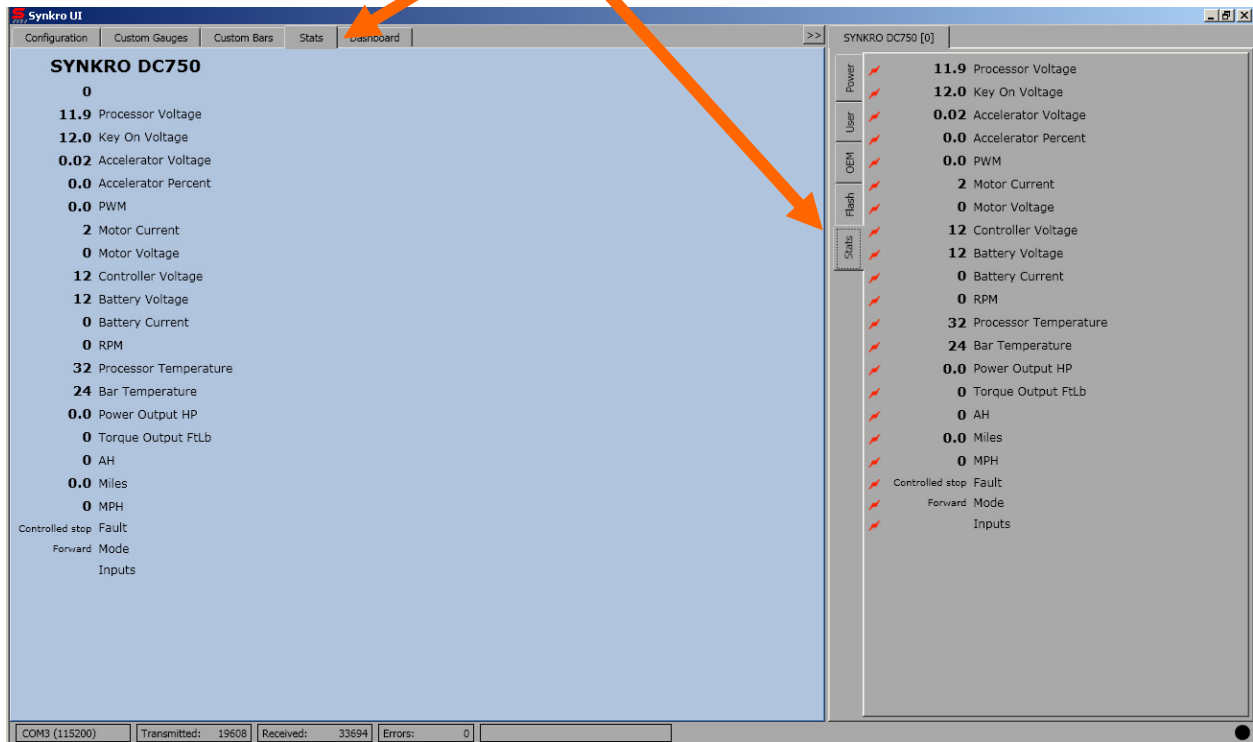 Synkro UI
Configuration Custom Gauges Custom Bars Stats Dashboard >> SYNKRO DC750 [0]
SYNKRO DC750
0
11.9 Processor Voltage
12.0 Key On Voltage
0.02 Accelerator Voltage
0.0 Accelerator Percent
0.0 PWM
2 Motor Current
0 Motor Voltage
12 Controller Voltage
12 Battery Voltage
0 Battery Current
0 RPM
32 Processor Temperature
24 Bar Temperature
0.0 Power Output HP
0 Torque Output FtLb
0 AH
0.0 Miles
0 MPH
Controlled stop Fault
Forward Mode
Inputs
Power
User
OEM
Flash
Stats
11.9 Processor Voltage
12.0 Key On Voltage
0.02 Accelerator Voltage
0.0 Accelerator Percent
0.0 PWM
2 Motor Current
0 Motor Voltage
12 Controller Voltage
12 Battery Voltage
0 Battery Current
0 RPM
32 Processor Temperature
24 Bar Temperature
0.0 Power Output HP
0 Torque Output FtLb
0 AH
0.0 Miles
0 MPH
Controlled stop Fault
Forward Mode
Inputs
COM3 (115200) Transmitted: 19608 Received: 33694 Errors: 0